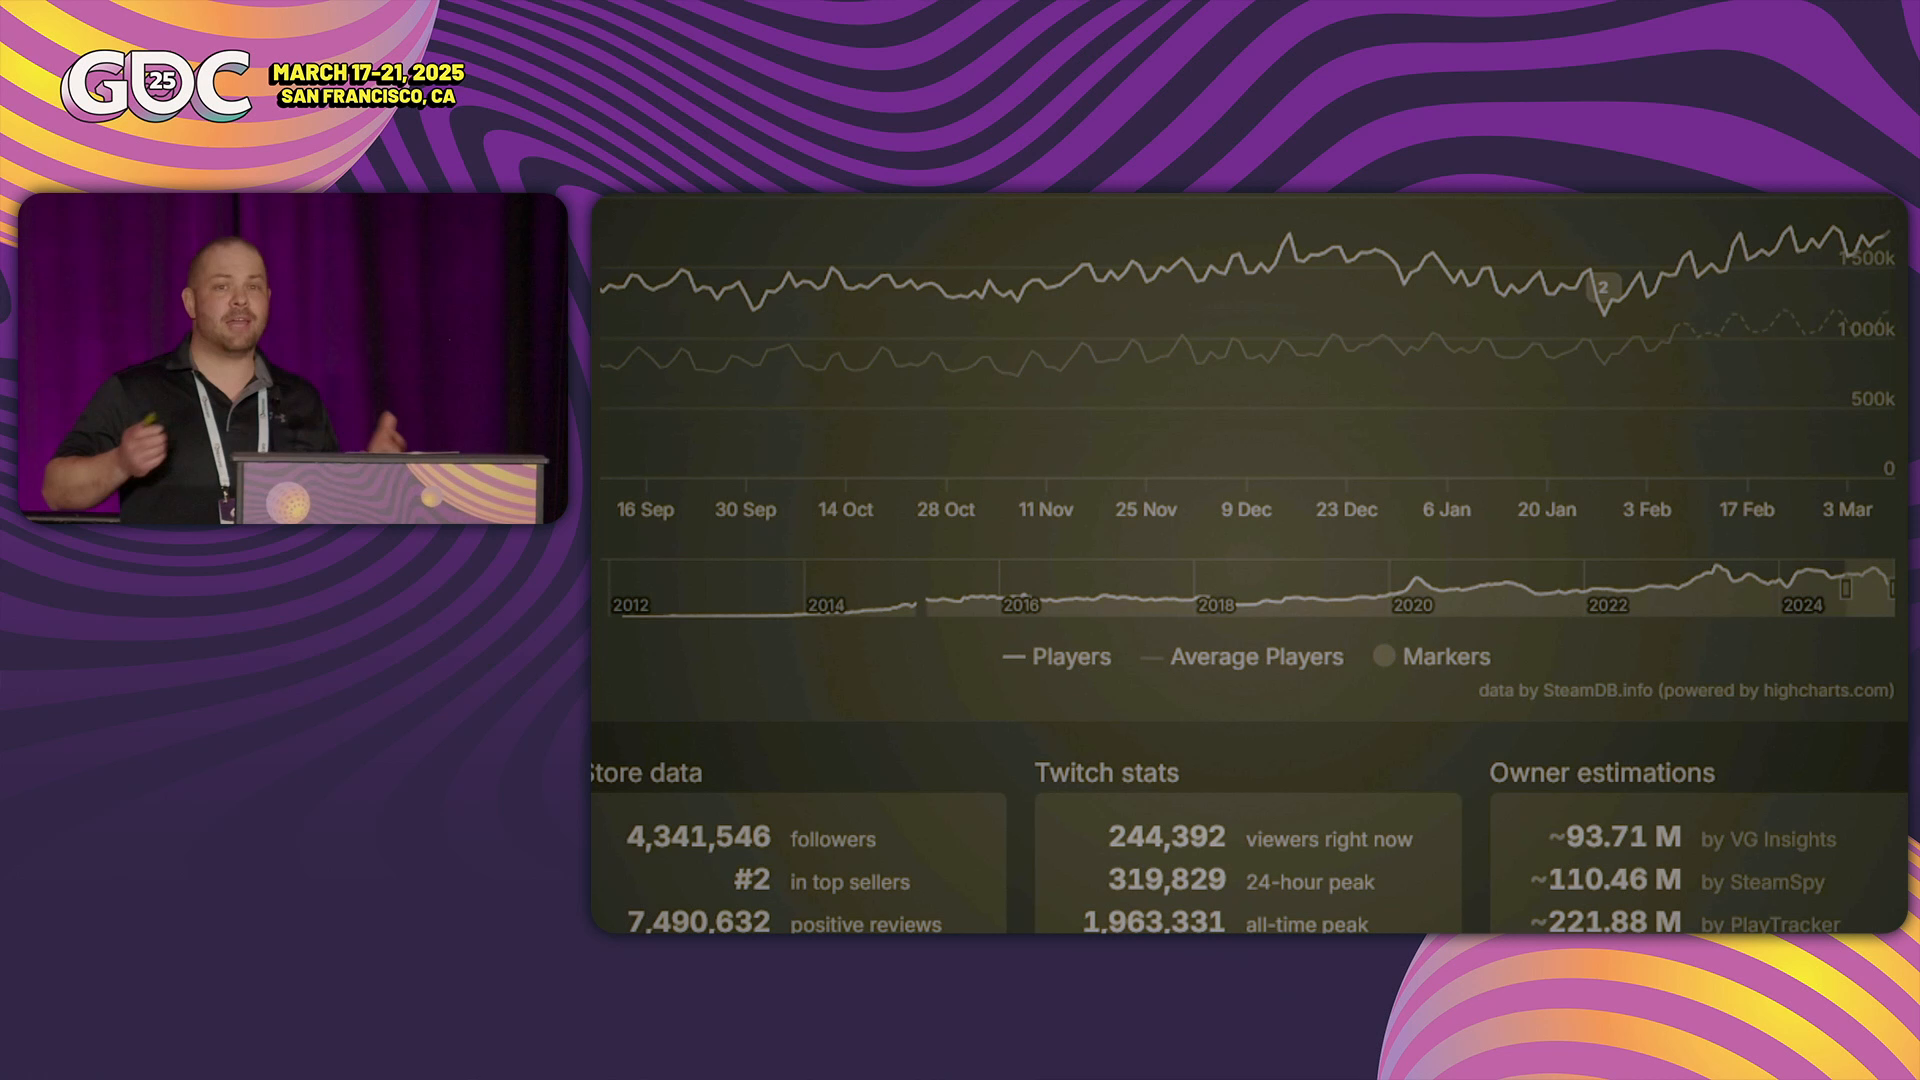 GDC
25
MARCH 17-21, 2025
SAN FRANCISCO, CA
1 500k
1 000k
500k
0
2
16 Sep 30 Sep 14 Oct 28 Oct 11 Nov 25 Nov 9 Dec 23 Dec 6 Jan 20 Jan 3 Feb 17 Feb 3 Mar
2012 2014 2016 2018 2020 2022 2024
Players Average Players Markers
data by SteamDB.info (powered by highcharts.com)
Store data
4,341,546 followers
#2 in top sellers
7,490,632 positive reviews
Twitch stats
244,392 viewers right now
319,829 24-hour peak
1,963,331 all-time peak
Owner estimations
~93.71 M by VG Insights
~110.46 M by SteamSpy
~221.88 M by PlayTracker